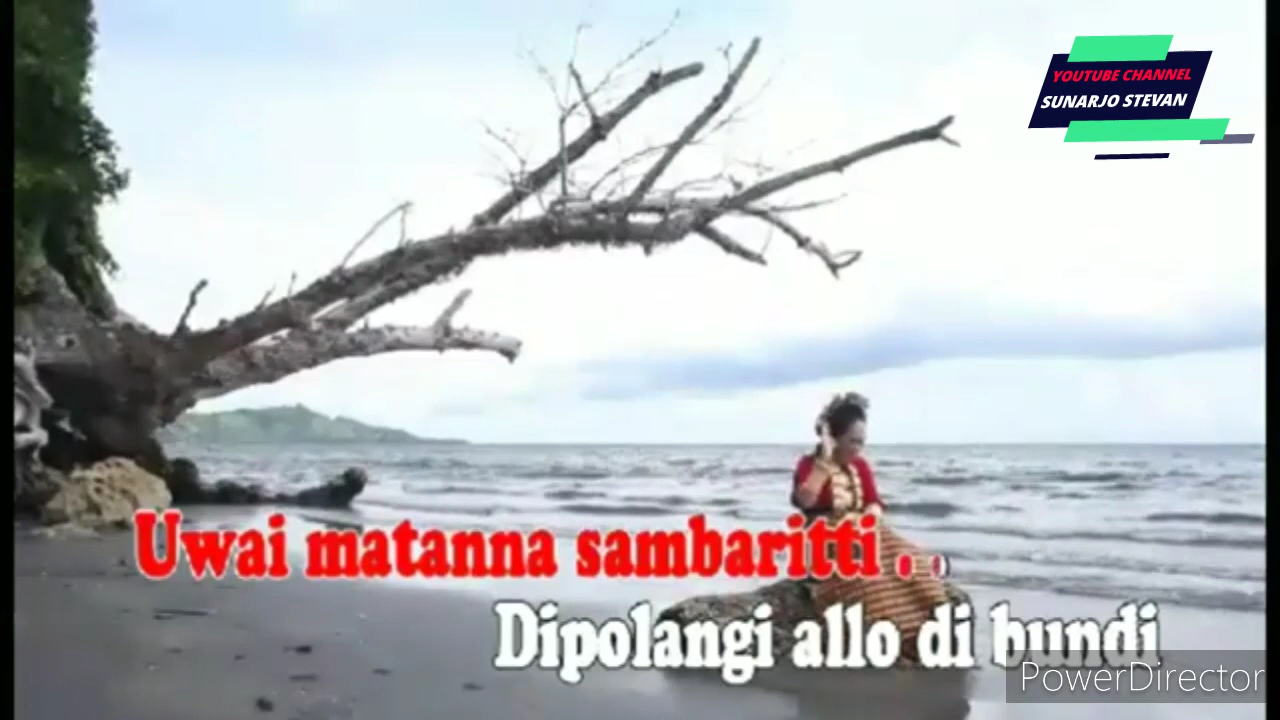 YOUTUBE CHANNEL
SUNARJO STEVAN
Uwai matanna sambaritti . .
Dipolangi allo di bundi
PowerDirector